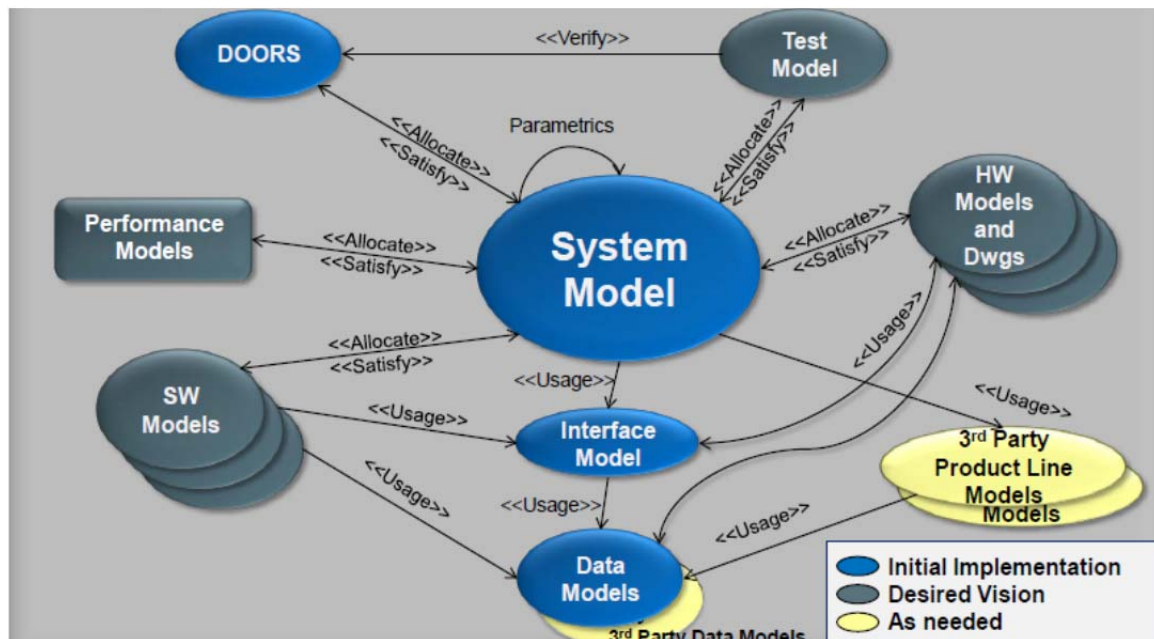 DOORS
<<Verify>>
Test
Model
<<Allocate>>
<<Satisfy>>
Parametrics
<<Allocate>>
<<Satisfy>>
HW
Models
and
Dwgs
Performance
Models
<<Allocate>>
<<Satisfy>>
System
Model
<<Allocate>>
<<Satisfy>>
<<Allocate>>
<<Satisfy>>
<<Usage>>
<<Usage>>
SW
Models
<<Usage>>
Interface
Model
<<Usage>>
3rd Party
Product Line
Models
Models
<<Usage>>
<<Usage>>
<<Usage>>
Data
Models
3rd Party Data Models
Initial Implementation
Desired Vision
As needed